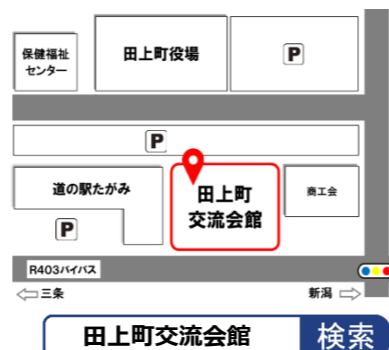 保健福祉
センター
田上町役場
P
P
道の駅たがみ
P
田上町
交流会館
商工会
R403バイパス
三条
新潟
田上町交流会館
検索